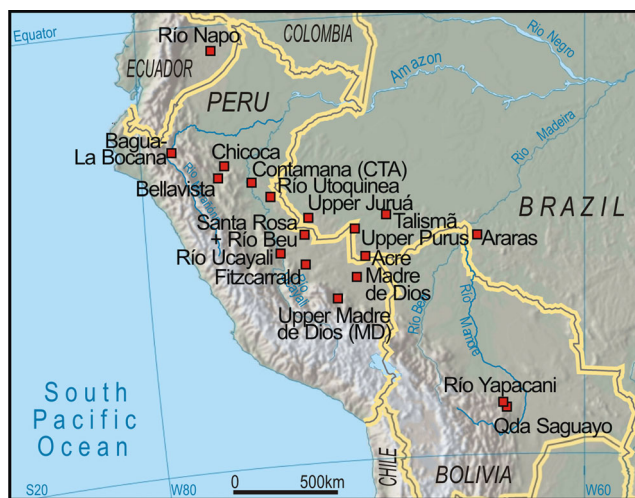 Equator
Río Napo
COLOMBIA
Río Negro
ECUADOR
Amazon
PERU
Río Madeira
Bagua-
La Bocana
Chicoca
Contamana (CTA)
Bellavista
Río Utoquinea
Upper Juruá
Talismã
BRAZIL
Santa Rosa
+ Río Beu
Upper Purus
Araras
Río Ucayali
Acre
Fitzcarrald
Madre
de Dios
Upper Madre
de Dios (MD)
Río
Mamoré
Río Yapacani
Qda Saguayo
South
Pacific
Ocean
CHILE
BOLIVIA
S20
W80
0
500km
W60